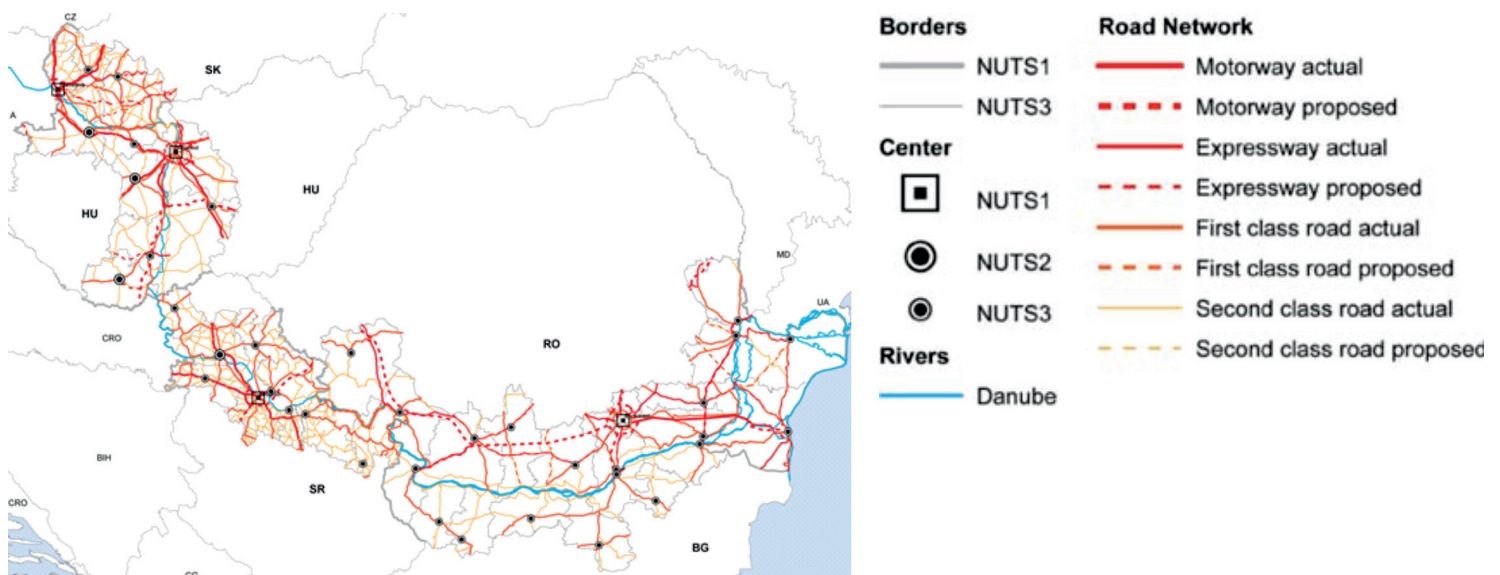 CZ
SK
A
HU
HU
MD
UA
CRO
RO
BIH
SR
CRO
BG
CG
Borders
NUTS1
NUTS3
Center
NUTS1
NUTS2
NUTS3
Rivers
Danube
Road Network
Motorway actual
Motorway proposed
Expressway actual
Expressway proposed
First class road actual
First class road proposed
Second class road actual
Second class road proposed